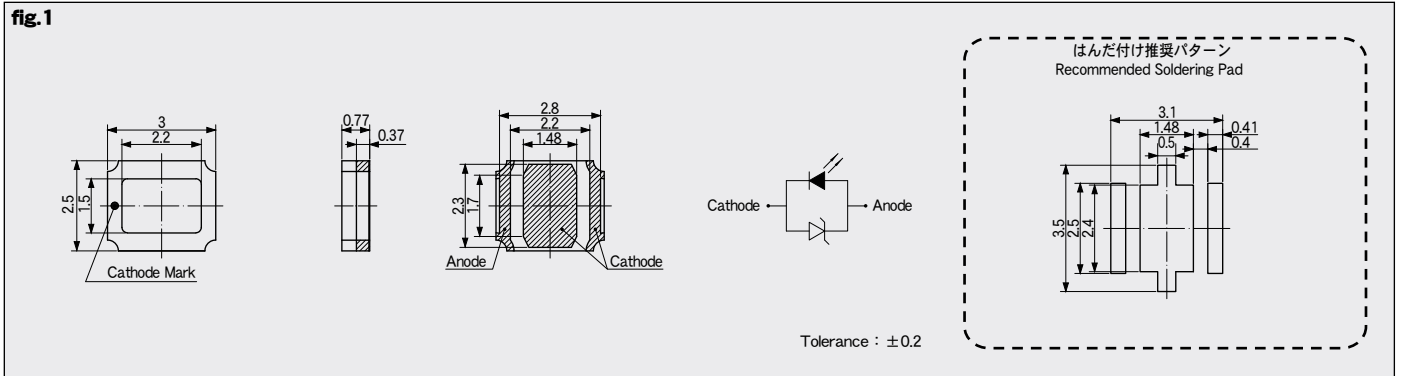 fig.1
はんだ付け推奨パターン
Recommended Soldering Pad
3
2.2
2.5
1.5
Cathode Mark
0.77
0.37
2.8
2.2
1.48
2.3
1.7
Anode
Cathode
Cathode
Anode
3.1
1.48
0.41
0.5
0.4
3.5
2.5
2.4
Tolerance：±0.2